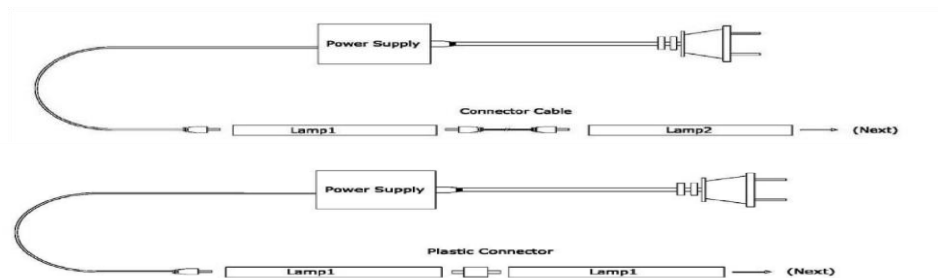 Power Supply
Connector Cable
Lamp1
Lamp2
(Next)
Power Supply
Plastic Connector
Lamp1
Lamp1
(Next)